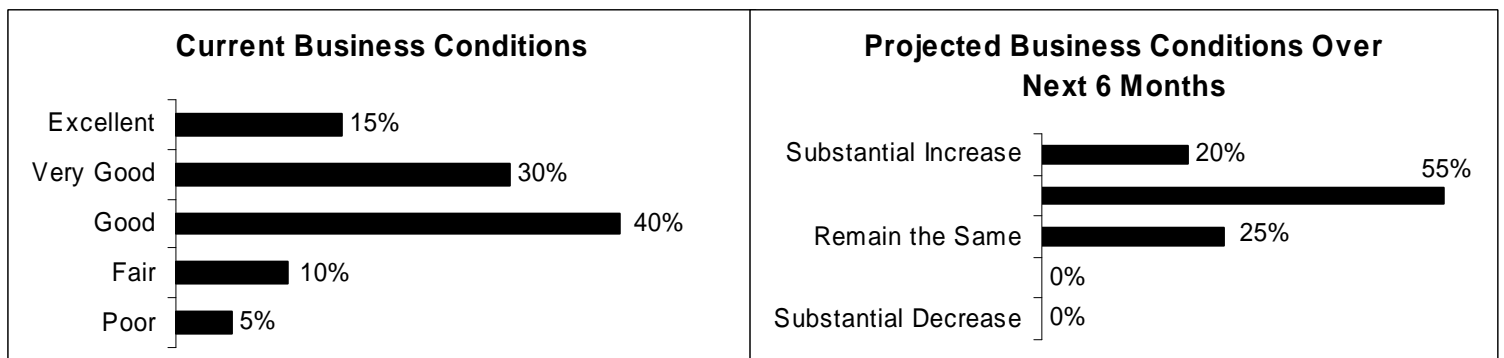 Current Business Conditions
Excellent 15%
Very Good 30%
Good 40%
Fair 10%
Poor 5%
Projected Business Conditions Over
Next 6 Months
Substantial Increase 20%
55%
Remain the Same 25%
0%
Substantial Decrease 0%